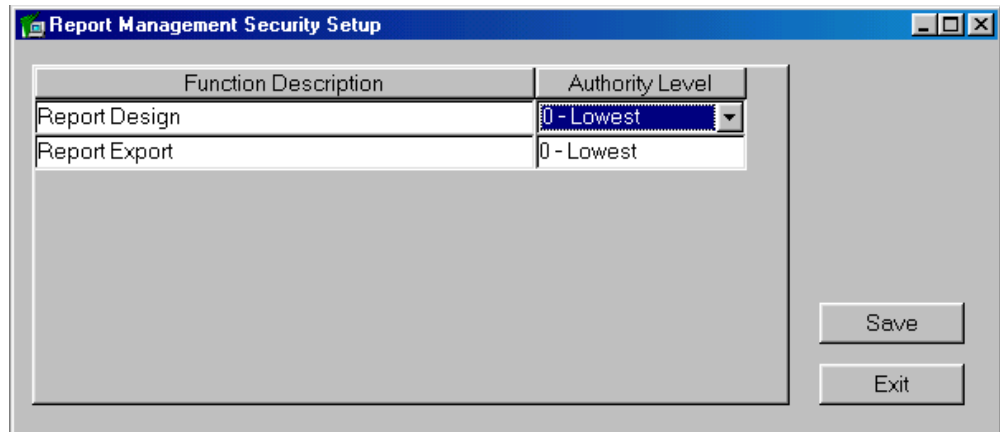 Report Management Security Setup
Function Description Authority Level
Report Design 0 - Lowest
Report Export 0 - Lowest
Save
Exit